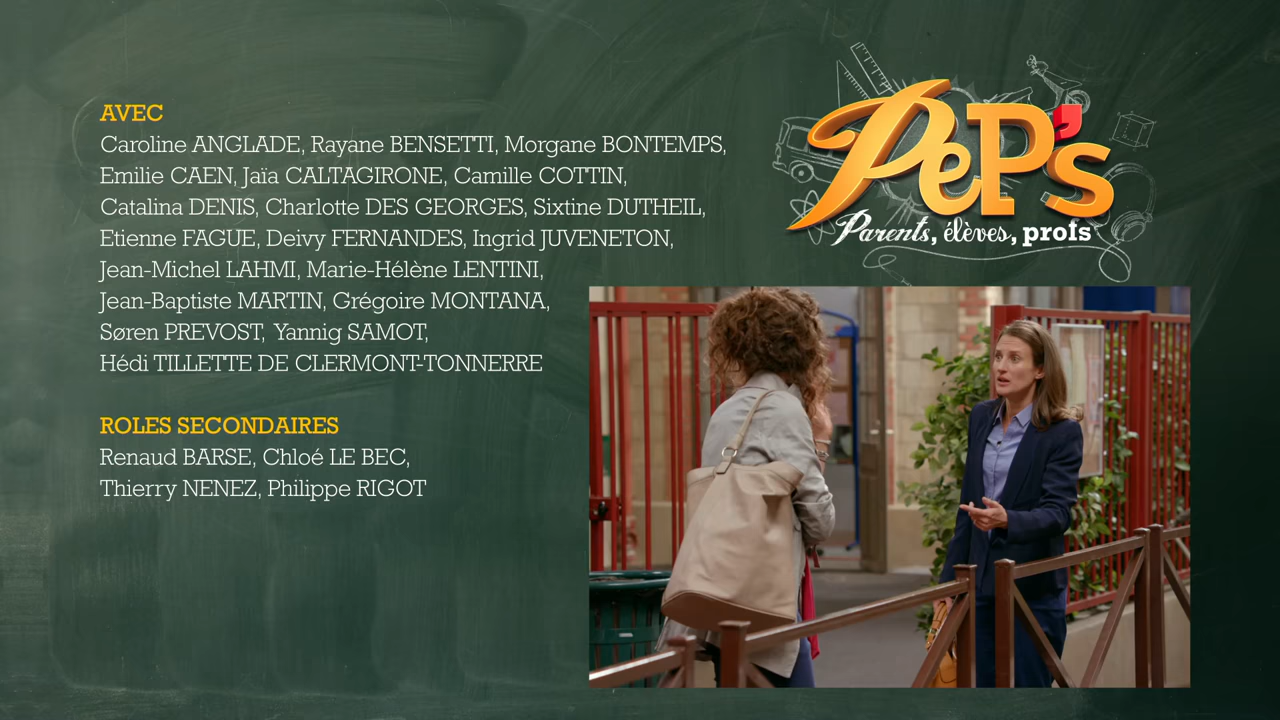 AVEC
Caroline ANGLADE, Rayane BENSETTI, Morgane BONTEMPS,
Emilie CAEN, Jaïa CALTAGIRONE, Camille COTTIN,
Catalina DENIS, Charlotte DES GEORGES, Sixtine DUTHEIL,
Etienne FAGUE, Deivy FERNANDES, Ingrid JUVENETON,
Jean-Michel LAHMI, Marie-Hélène LENTINI,
Jean-Baptiste MARTIN, Grégoire MONTANA,
Søren PREVOST, Yannig SAMOT,
Hédi TILLETTE DE CLERMONT-TONNERRE
ROLES SECONDAIRES
Renaud BARSE, Chloé LE BEC,
Thierry NENEZ, Philippe RIGOT
PeP's
Parents, élèves, profs